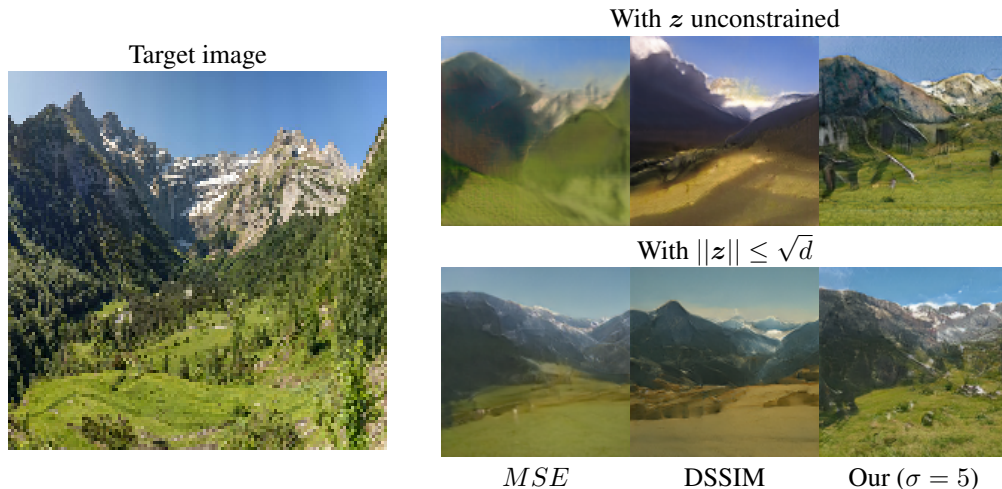 Target image
With z unconstrained
With ||z|| ≤ √d
MSE
DSSIM
Our (σ = 5)